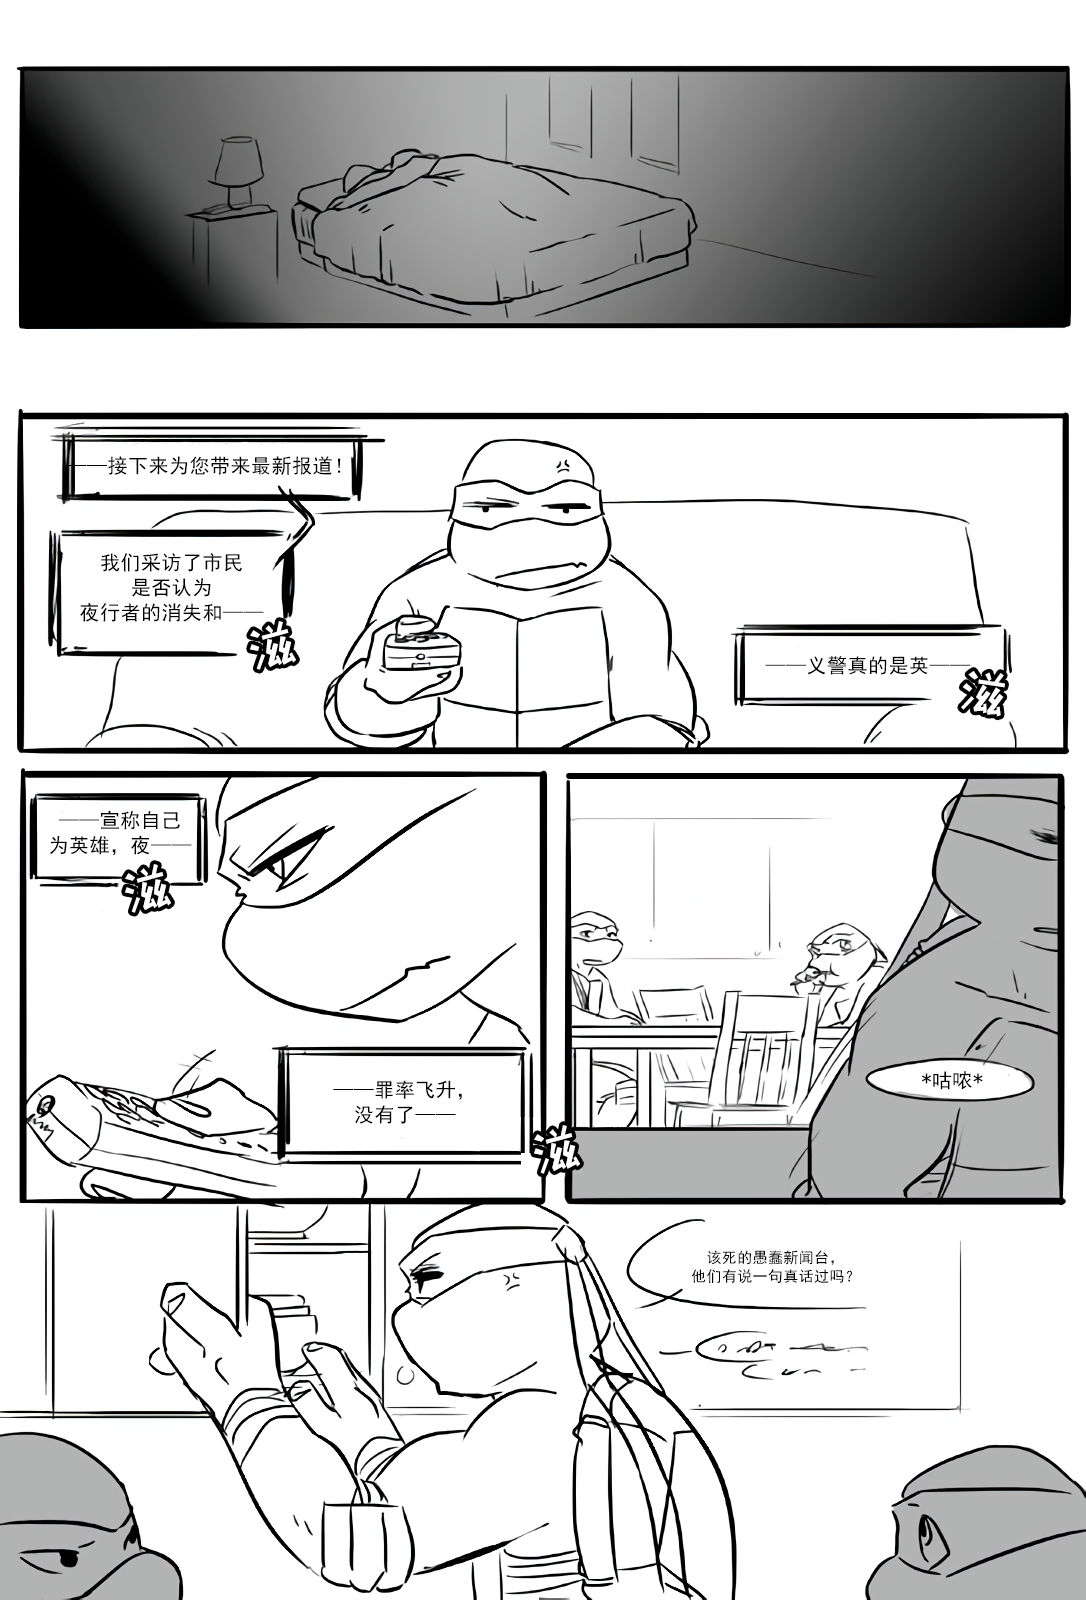 ——接下来为您带来最新报道！
我们采访了市民
是否认为
夜行者的消失和——
滋
——义警真的是英——
滋
——宣称自己
为英雄，夜——
滋
——罪率飞升，
没有了——
滋
*咕哝*
该死的愚蠢新闻台，
他们有说一句真话过吗？